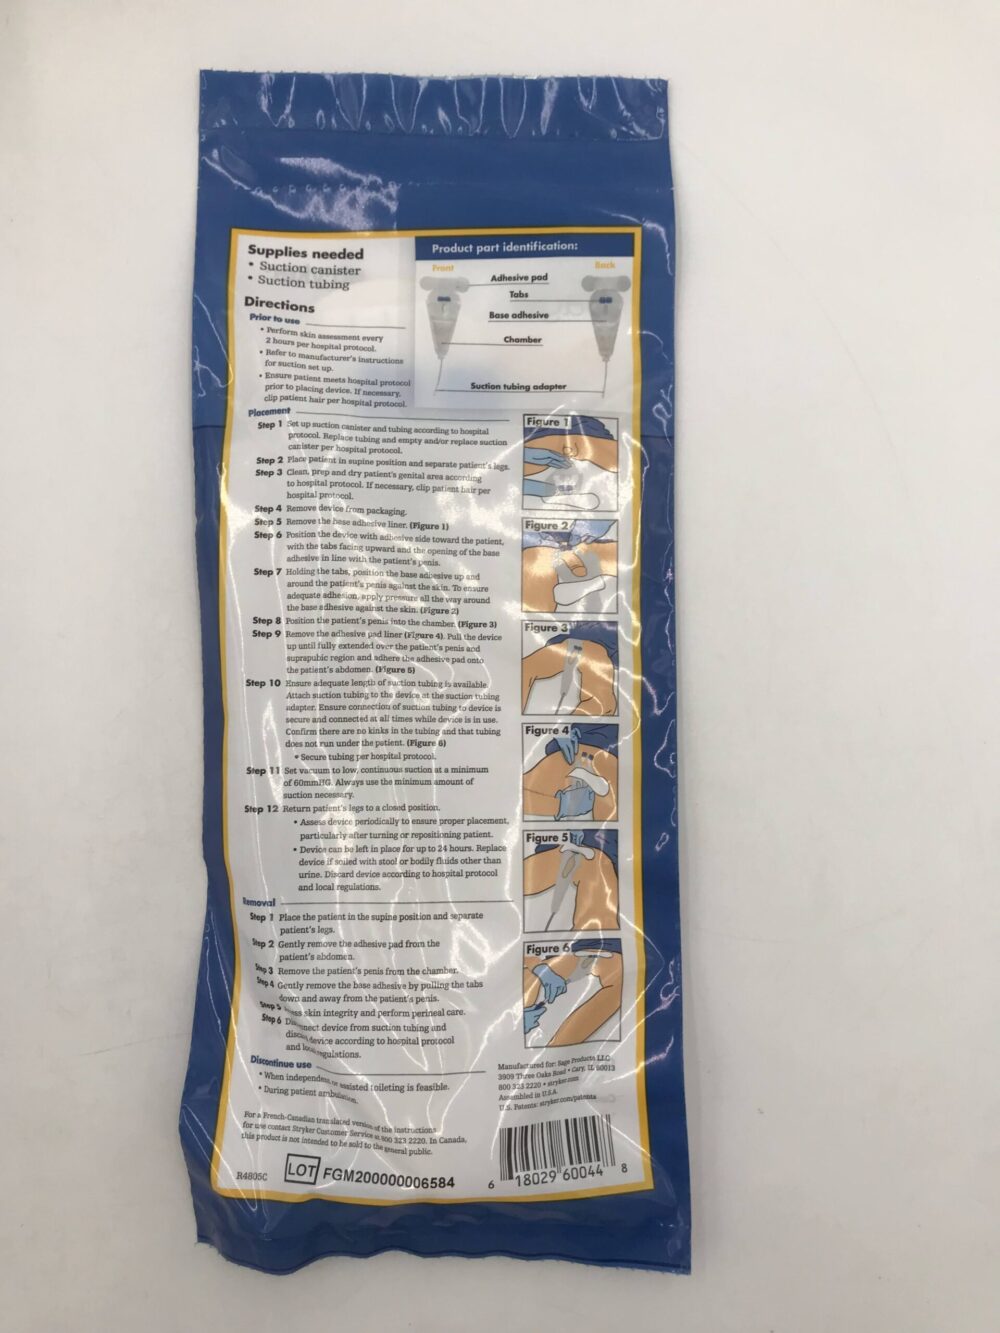 Supplies needed
• Suction canister
• Suction tubing
Directions
Prior to use
• Perform skin assessment every
2 hours per hospital protocol.
• Refer to manufacturer's instructions
for suction set up.
• Ensure patient meets hospital protocol
prior to placing device. If necessary,
clip patient hair per hospital protocol.
Product part identification:
Front
Back
Adhesive pad
Tabs
Base adhesive
Chamber
Suction tubing adapter
Placement
Step 1 Set up suction canister and tubing according to hospital
protocol. Replace tubing and empty and/or replace suction
canister per hospital protocol.
Step 2 Place patient in supine position and separate patient's legs.
Step 3 Clean, prep and dry patient's genital area according
to hospital protocol. If necessary, clip patient hair per
hospital protocol.
Step 4 Remove device from packaging.
Step 5 Remove the base adhesive liner. (Figure 1)
Step 6 Position the device with adhesive side toward the patient,
with the tabs facing upward and the opening of the base
adhesive in line with the patient's penis.
Step 7 Holding the tabs, position the base adhesive up and
around the patient's penis against the skin. To ensure
adequate adhesion, apply pressure all the way around
the base adhesive against the skin. (Figure 2)
Step 8 Position the patient's penis into the chamber. (Figure 3)
Step 9 Remove the adhesive pad liner (Figure 4). Pull the device
up until fully extended over the patient's penis and
suprapubic region and adhere the adhesive pad onto
the patient's abdomen. (Figure 5)
Step 10 Ensure adequate length of suction tubing is available.
Attach suction tubing to the device at the suction tubing
adapter. Ensure connection of suction tubing to device is
secure and connected at all times while device is in use.
Confirm there are no kinks in the tubing and that tubing
does not run under the patient. (Figure 6)
• Secure tubing per hospital protocol.
Step 11 Set vacuum to low, continuous suction at a minimum
of 60mmHG. Always use the minimum amount of
suction necessary.
Step 12 Return patient's legs to a closed position.
• Assess device periodically to ensure proper placement,
particularly after turning or repositioning patient.
• Device can be left in place for up to 24 hours. Replace
device if soiled with stool or bodily fluids other than
urine. Discard device according to hospital protocol
and local regulations.
Figure 1
Figure 2
Figure 3
Figure 4
Figure 5
Figure 6
Removal
Step 1 Place the patient in the supine position and separate
patient's legs.
Step 2 Gently remove the adhesive pad from the
patient's abdomen.
Step 3 Remove the patient's penis from the chamber.
Step 4 Gently remove the base adhesive by pulling the tabs
down and away from the patient's penis.
Step 5 skin integrity and perform perineal care.
Step 6 Disconnect device from suction tubing and
discard device according to hospital protocol
and local regulations.
Discontinue use
• When independent or assisted toileting is feasible.
• During patient ambulation.
For a French-Canadian translated version of the instructions
for use contact Stryker Customer Service at 800 323 2220. In Canada,
this product is not intended to be sold to the general public.
Manufactured for: Sage Products LLC
3909 Three Oaks Road • Cary, IL 60013
800 323 2220 • stryker.com
Assembled in U.S.A.
U.S. Patents: stryker.com/patents
R4805C
LOT FGM200000006584
6 18029 60044 8